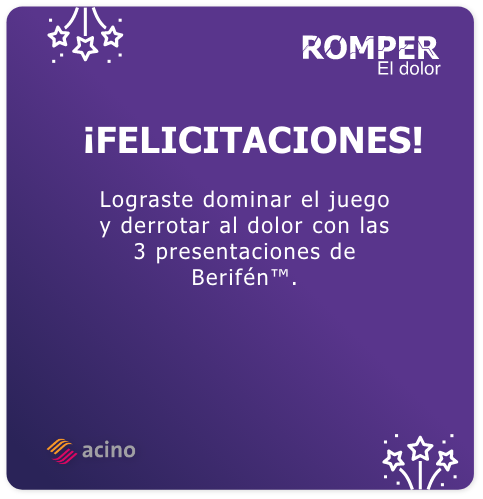 ROMPER
El dolor
¡FELICITACIONES!
Lograste dominar el juego
y derrotar al dolor con las
3 presentaciones de
Berifén™.
acino